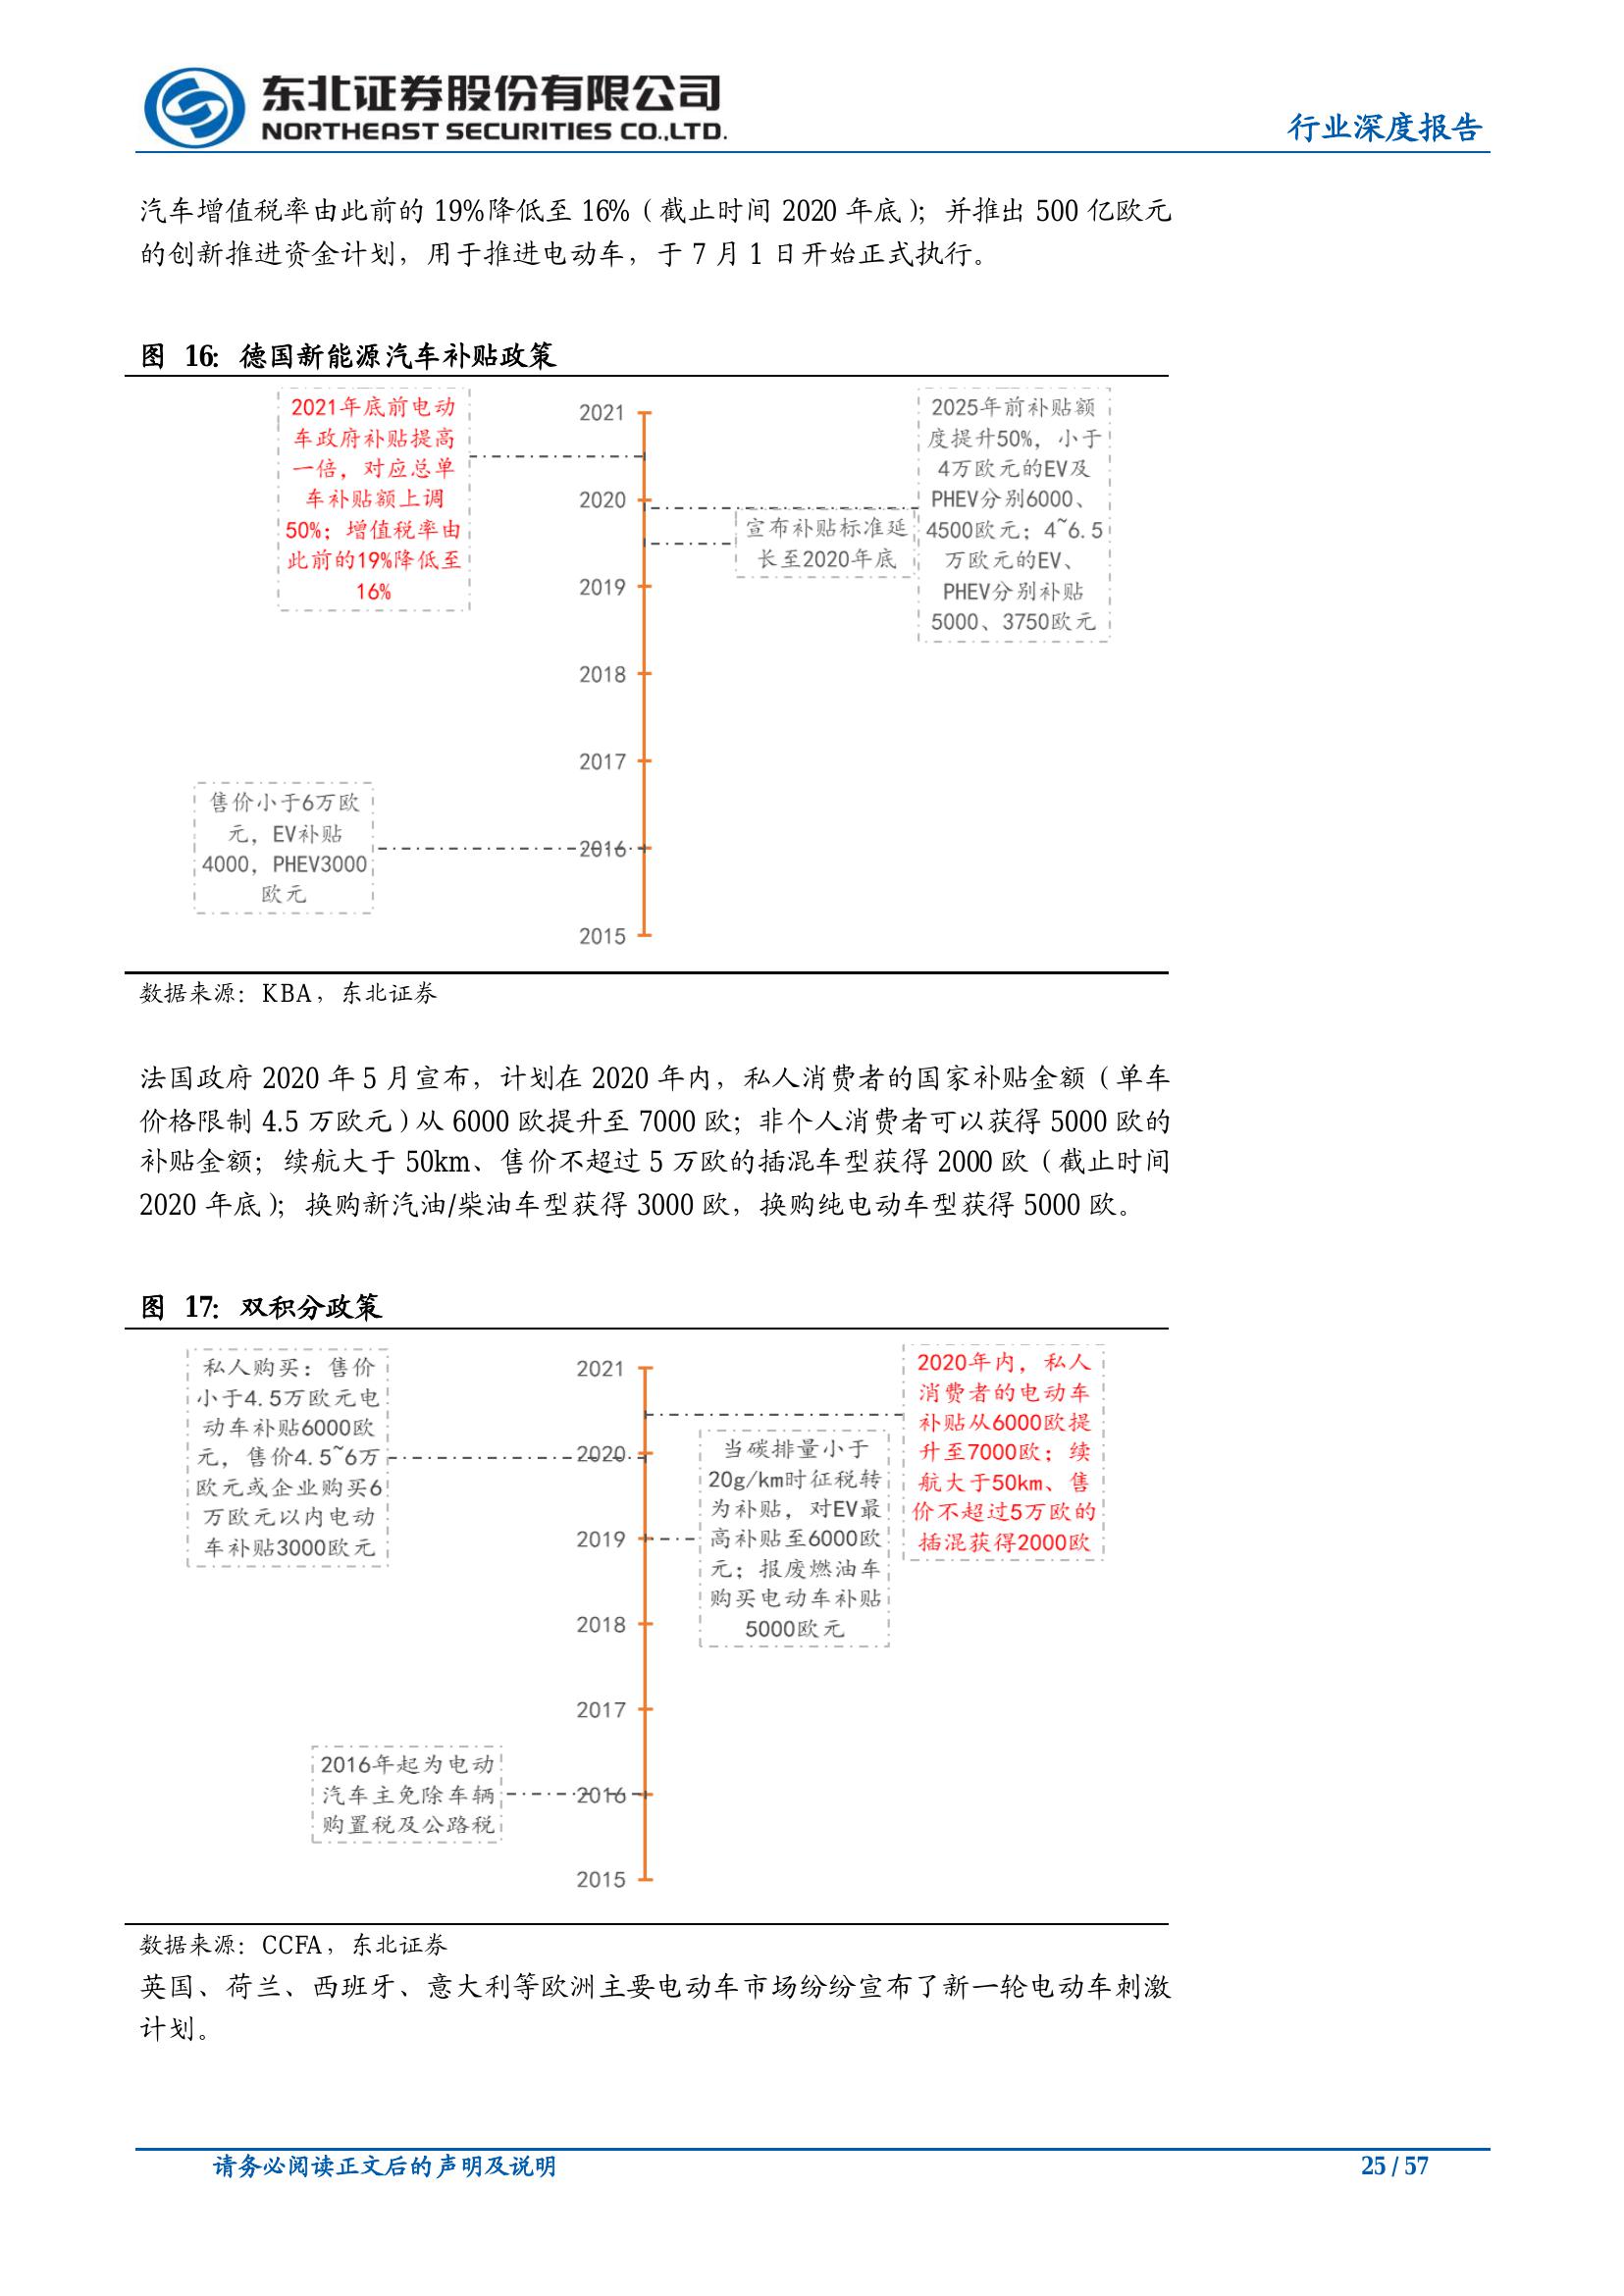 东北证券股份有限公司
NORTHEAST SECURITIES CO.,LTD.
行业深度报告
汽车增值税率由此前的 19%降低至 16%（截止时间 2020 年底）；并推出 500 亿欧元
的创新推进资金计划，用于推进电动车，于 7 月 1 日开始正式执行。
图 16：德国新能源汽车补贴政策
2021年底前电动
车政府补贴提高
一倍，对应总单
车补贴额上调
50%；增值税率由
此前的19%降低至
16%
2021
2020
2019
2018
2017
2016
2015
宣布补贴标准延
长至2020年底
2025年前补贴额
度提升50%，小于
4万欧元的EV及
PHEV分别6000、
4500欧元；4~6.5
万欧元的EV、
PHEV分别补贴
5000、3750欧元
售价小于6万欧
元，EV补贴
4000，PHEV3000
欧元
数据来源：KBA，东北证券
法国政府 2020 年 5 月宣布，计划在 2020 年内，私人消费者的国家补贴金额（单车
价格限制 4.5 万欧元）从 6000 欧提升至 7000 欧；非个人消费者可以获得 5000 欧的
补贴金额；续航大于 50km、售价不超过 5 万欧的插混车型获得 2000 欧（截止时间
2020 年底）；换购新汽油/柴油车型获得 3000 欧，换购纯电动车型获得 5000 欧。
图 17：双积分政策
私人购买：售价
小于4.5万欧元电
动车补贴6000欧
元，售价4.5~6万
欧元或企业购买6
万欧元以内电动
车补贴3000欧元
2021
2020
2019
2018
2017
2016
2015
当碳排量小于
20g/km时征税转
为补贴，对EV最
高补贴至6000欧
元；报废燃油车
购买电动车补贴
5000欧元
2020年内，私人
消费者的电动车
补贴从6000欧提
升至7000欧；续
航大于50km、售
价不超过5万欧的
插混获得2000欧
2016年起为电动
汽车主免除车辆
购置税及公路税
数据来源：CCFA，东北证券
英国、荷兰、西班牙、意大利等欧洲主要电动车市场纷纷宣布了新一轮电动车刺激
计划。
请务必阅读正文后的声明及说明
25 / 57